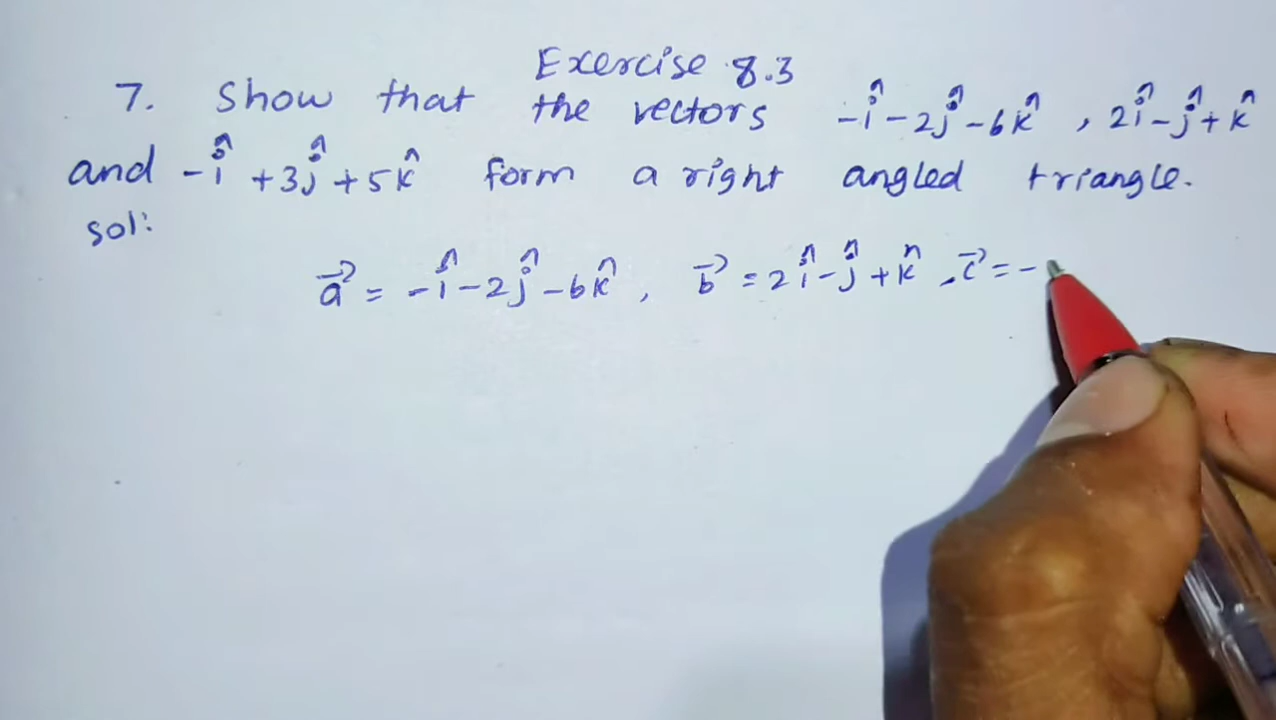 Exercise 8.3
7. Show that the vectors -î - 2ĵ - 6k̂ , 2î - ĵ + k̂
and -î + 3ĵ + 5k̂ form a right angled triangle.
sol:
a⃗ = -î - 2ĵ - 6k̂ , b⃗ = 2î - ĵ + k̂ , c⃗ = -